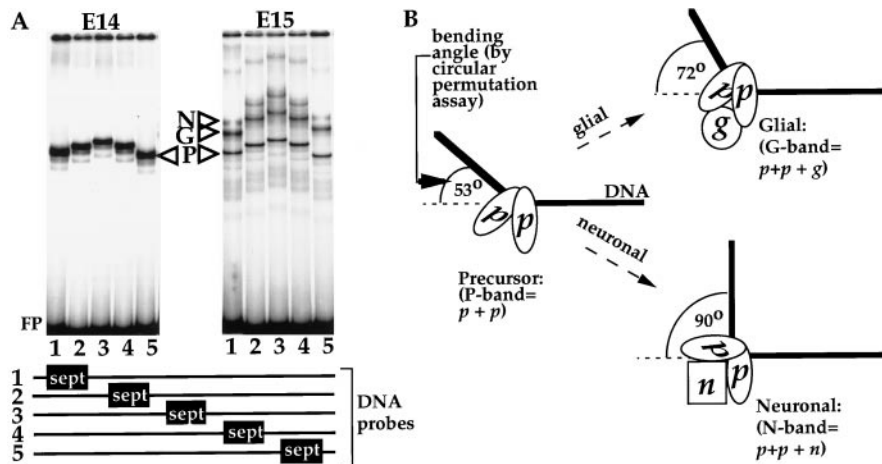 A
E14
E15
N
G
P
FP
1 2 3 4 5
1 2 3 4 5
1 sept
2 sept
3 sept
4 sept
5 sept
DNA
probes
B
bending
angle (by
circular
permutation
assay)
53°
p p
DNA
Precursor:
(P-band=
p + p)
glial
neuronal
72°
p p
g
Glial:
(G-band=
p+p + g)
90°
p
n p
Neuronal:
(N-band=
p+p + n)